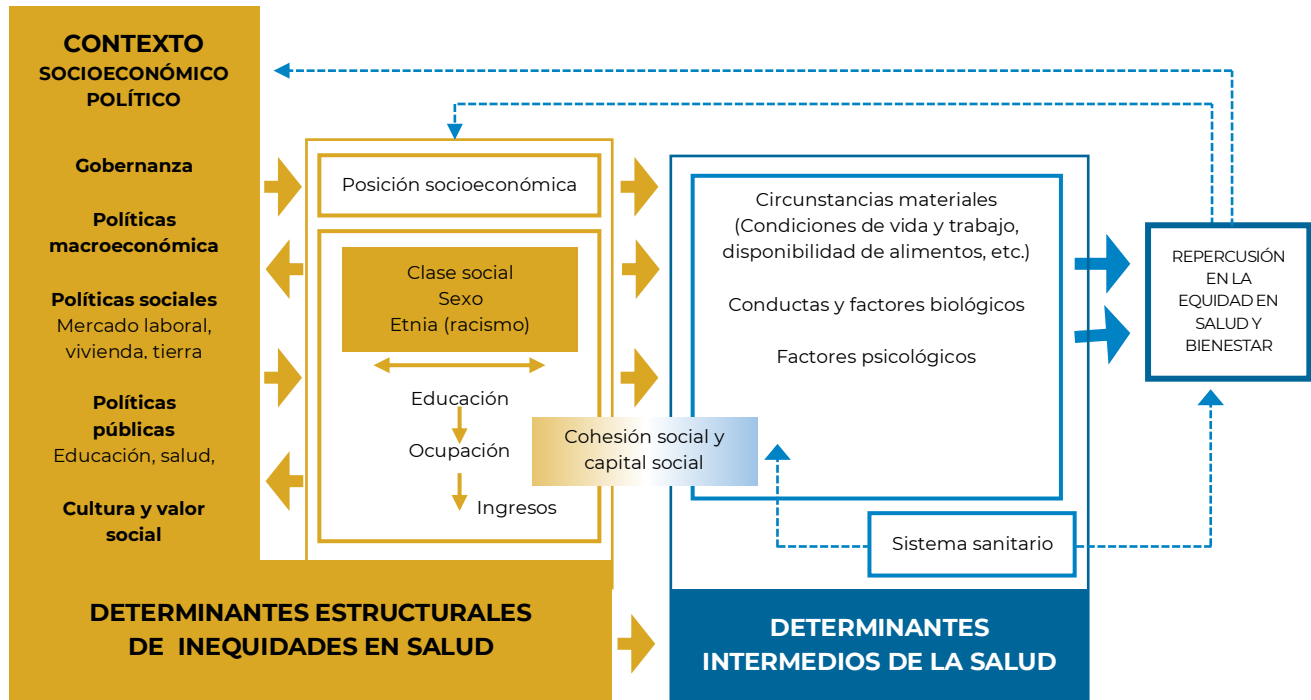 CONTEXTO
SOCIOECONÓMICO
POLÍTICO
Gobernanza
Políticas
macroeconómica
Políticas sociales
Mercado laboral,
vivienda, tierra
Políticas
públicas
Educación, salud,
Cultura y valor
social
Posición socioeconómica
Clase social
Sexo
Etnia (racismo)
Educación
Ocupación
Ingresos
Cohesión social y
capital social
Circunstancias materiales
(Condiciones de vida y trabajo,
disponibilidad de alimentos, etc.)
Conductas y factores biológicos
Factores psicológicos
Sistema sanitario
REPERCUSIÓN
EN LA
EQUIDAD EN
SALUD Y
BIENESTAR
DETERMINANTES ESTRUCTURALES
DE INEQUIDADES EN SALUD
DETERMINANTES
INTERMEDIOS DE LA SALUD